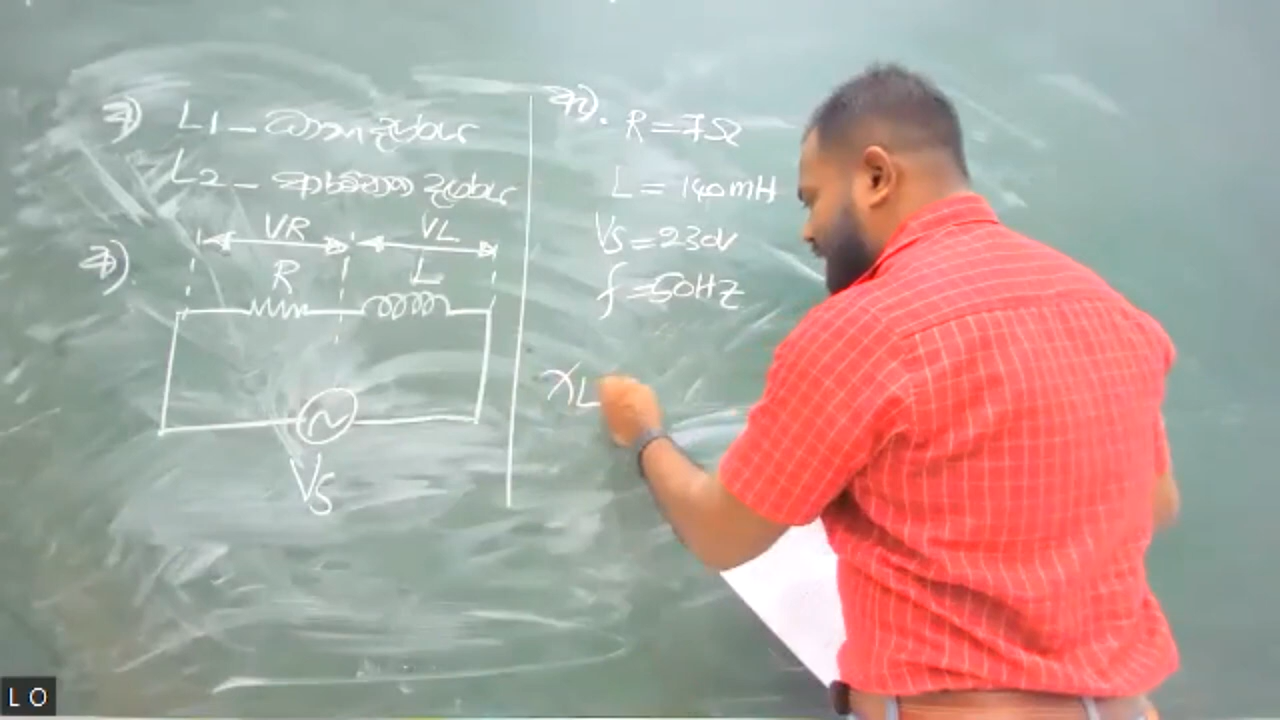 L1 - ධාන දඟරය
L2 - ආරම්භක දඟරය
VR VL
R L
VS
R = 7Ω
L = 140mH
VS = 230V
f = 50Hz
XL
L O